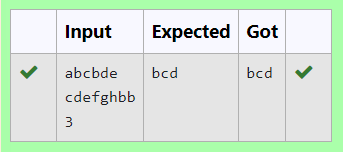 Input Expected Got
abcbde bcd bcd
cdefghbb
3